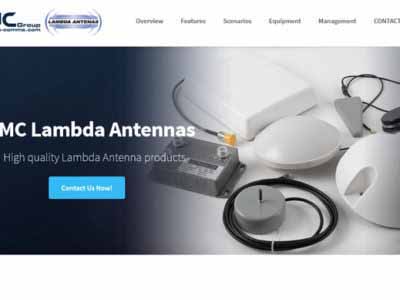 MC Group
-comms.com
LAMBDA ANTENNAS
Overview Features Scenarios Equipment Management CONTACT
MC Lambda Antennas
High quality Lambda Antenna products
Contact Us Now!